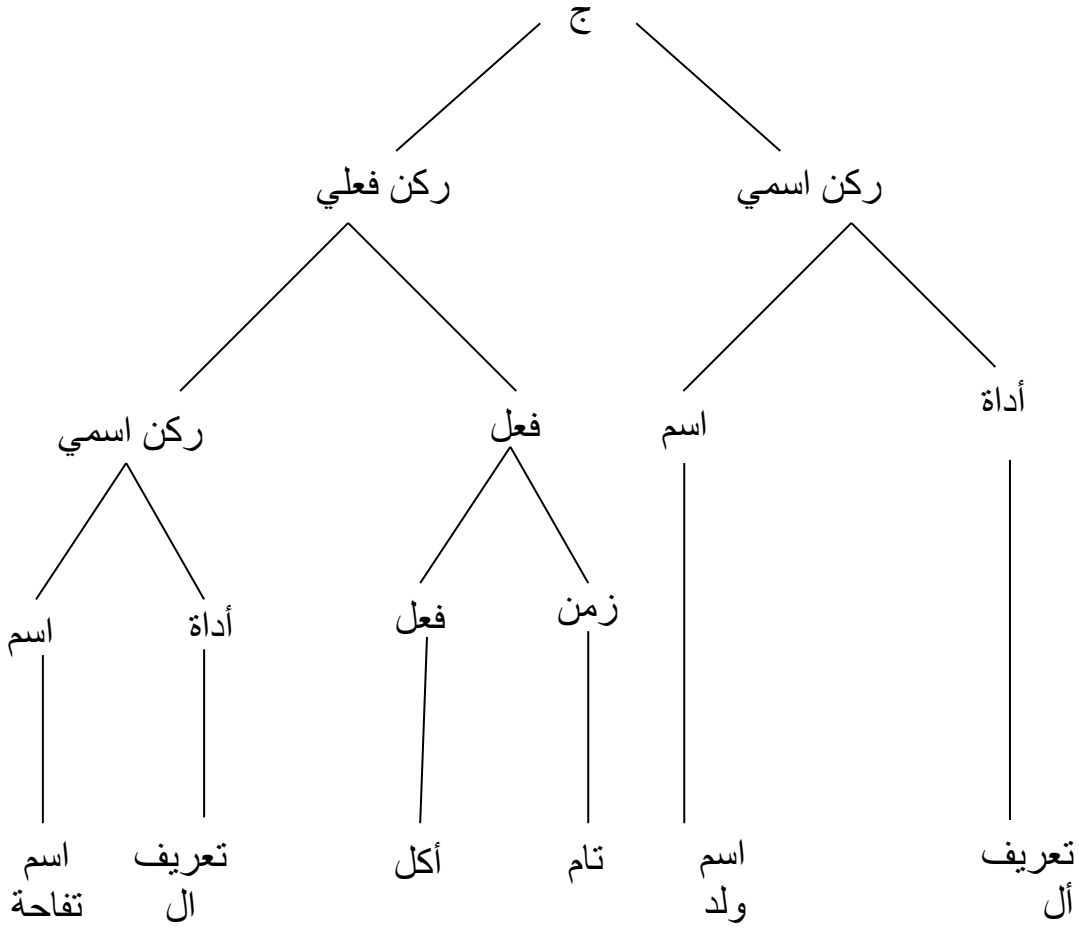 ج
ركن اسمي
ركن فعلي
أداة
اسم
فعل
ركن اسمي
زمن
فعل
أداة
اسم
تعريف
أل
اسم
ولد
تام
أكل
تعريف
ال
اسم
تفاحة